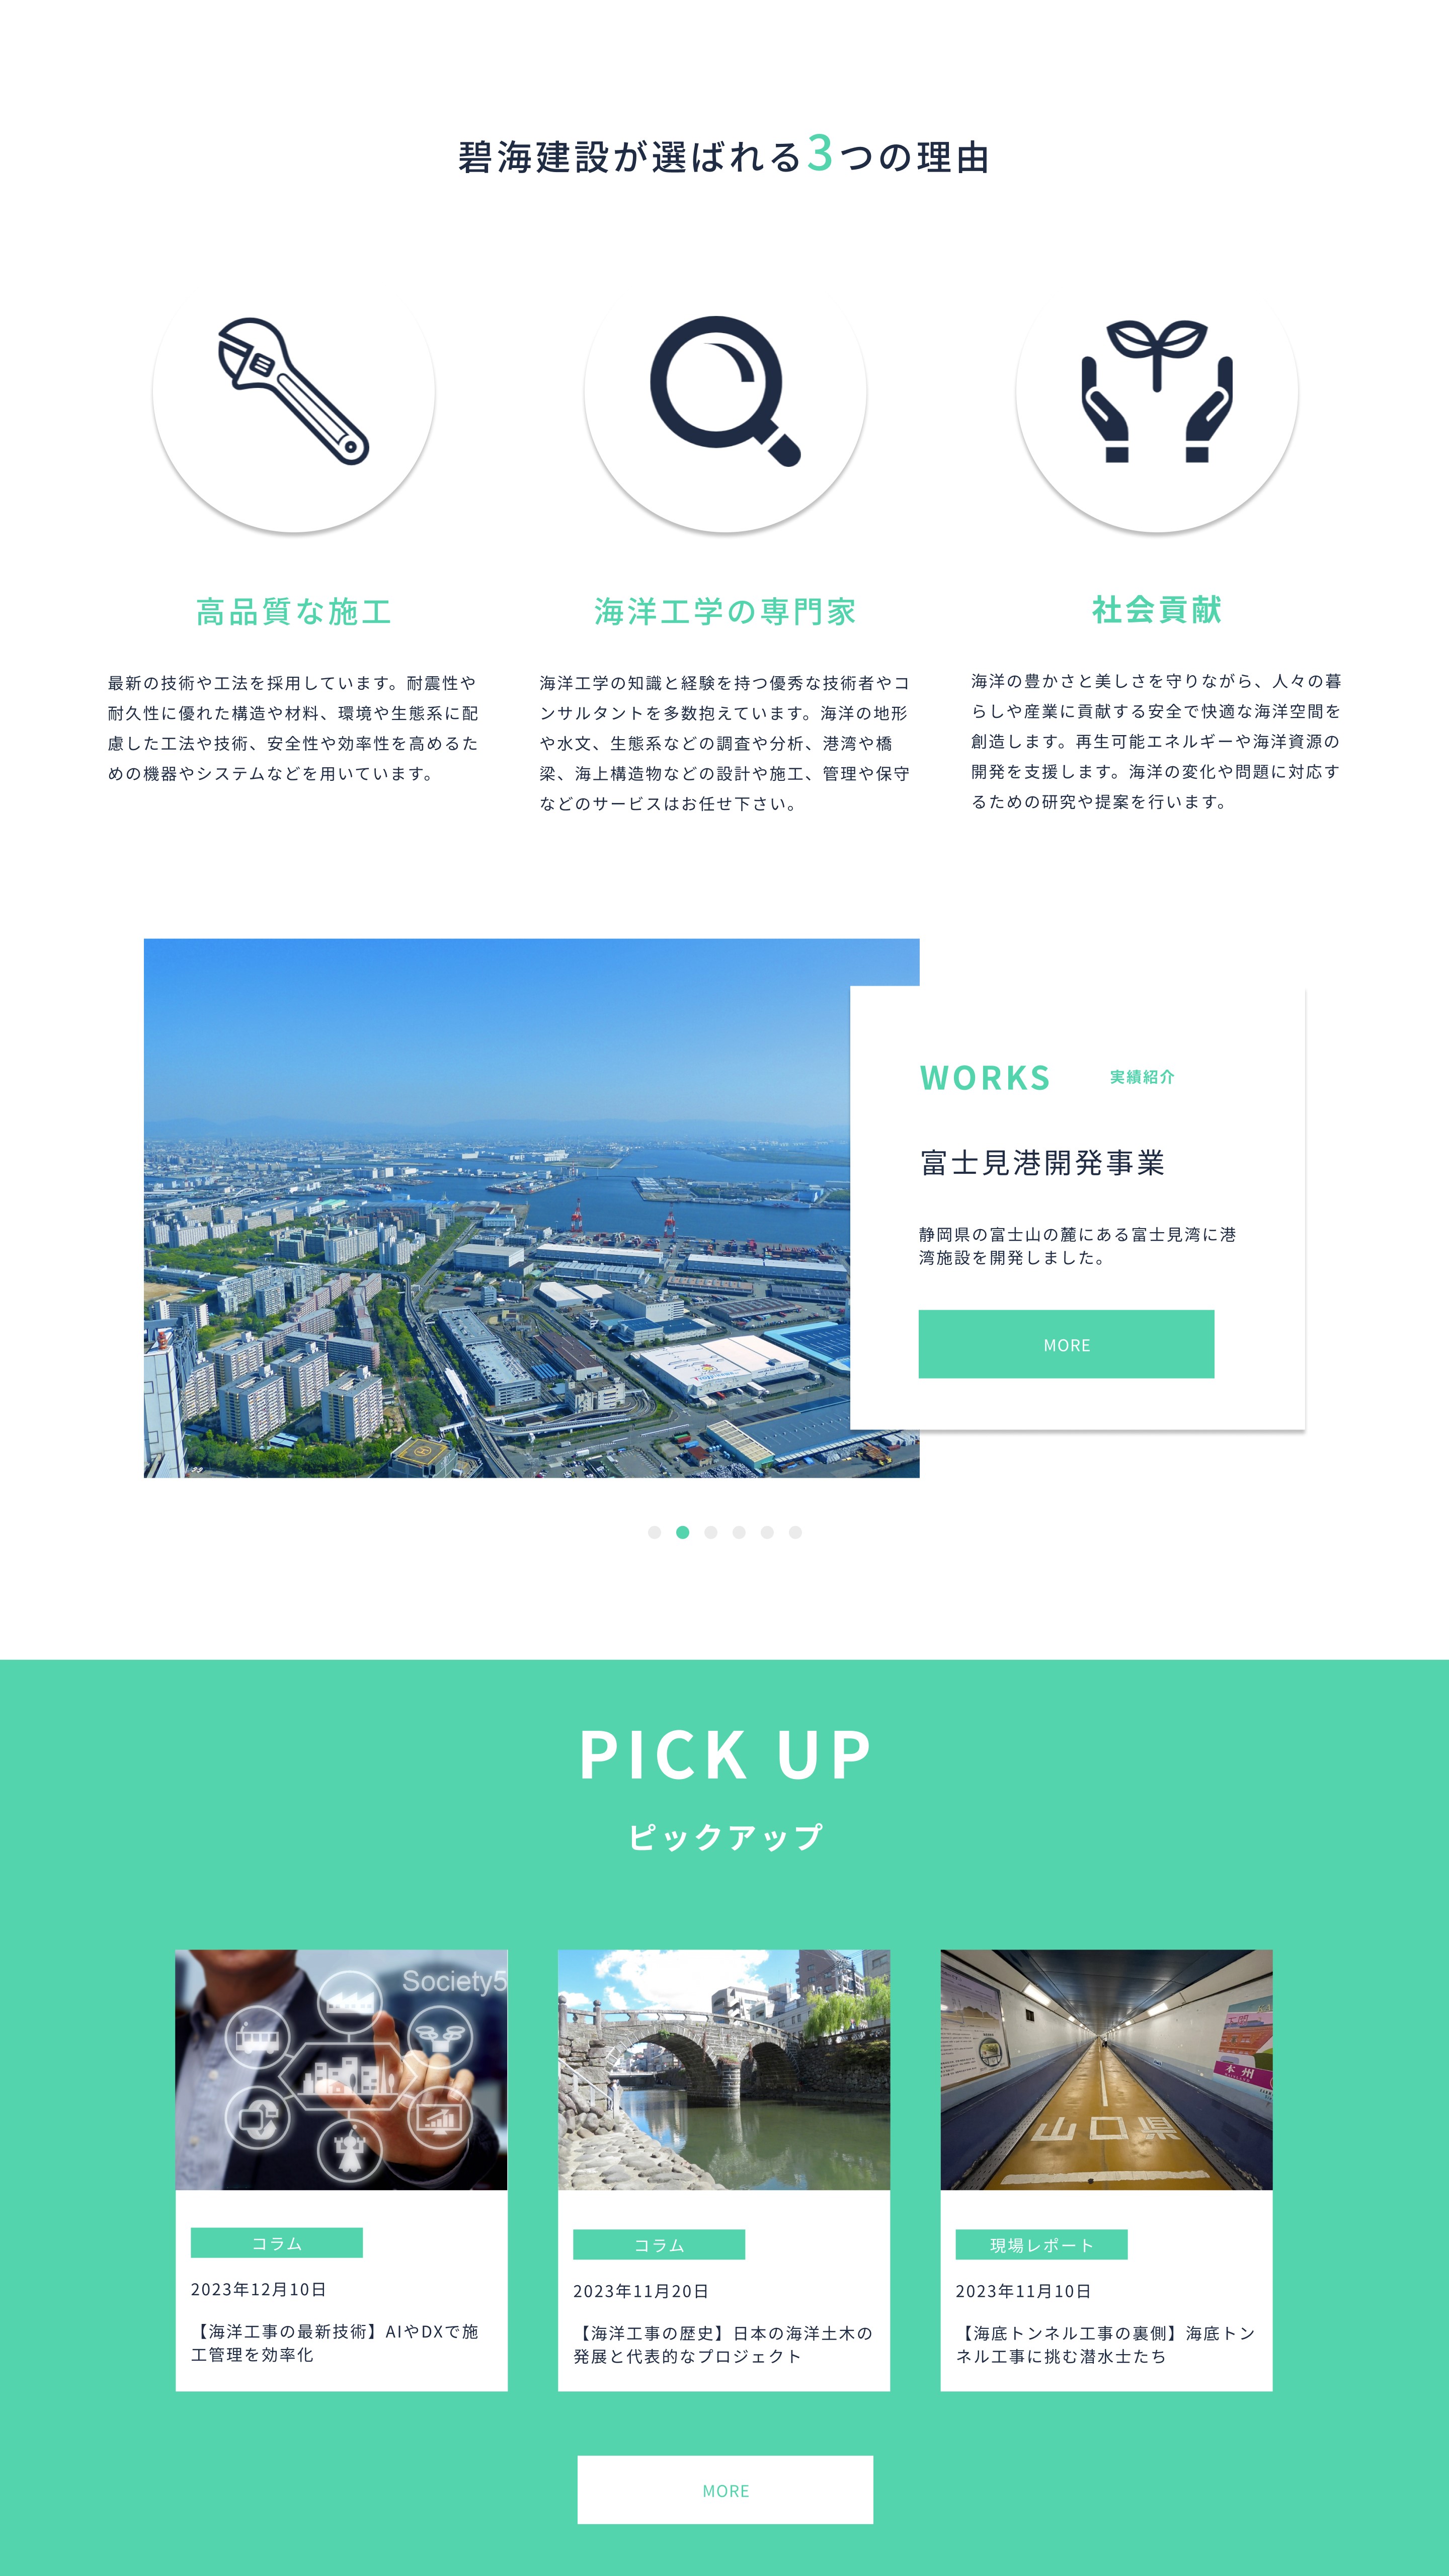 碧海建設が選ばれる3つの理由
高品質な施工
最新の技術や工法を採用しています。耐震性や
耐久性に優れた構造や材料、環境や生態系に配
慮した工法や技術、安全性や効率性を高めるた
めの機器やシステムなどを用いています。
海洋工学の専門家
海洋工学の知識と経験を持つ優秀な技術者やコ
ンサルタントを多数抱えています。海洋の地形
や水文、生態系などの調査や分析、港湾や橋
梁、海上構造物などの設計や施工、管理や保守
などのサービスはお任せ下さい。
社会貢献
海洋の豊かさと美しさを守りながら、人々の暮
らしや産業に貢献する安全で快適な海洋空間を
創造します。再生可能エネルギーや海洋資源の
開発を支援します。海洋の変化や問題に対応す
るための研究や提案を行います。
WORKS 実績紹介
富士見港開発事業
静岡県の富士山の麓にある富士見湾に港
湾施設を開発しました。
MORE
PICK UP
ピックアップ
Society5
コラム
2023年12月10日
【海洋工事の最新技術】AIやDXで施
工管理を効率化
コラム
2023年11月20日
【海洋工事の歴史】日本の海洋土木の
発展と代表的なプロジェクト
本州
山口県
現場レポート
2023年11月10日
【海底トンネル工事の裏側】海底トン
ネル工事に挑む潜水士たち
MORE